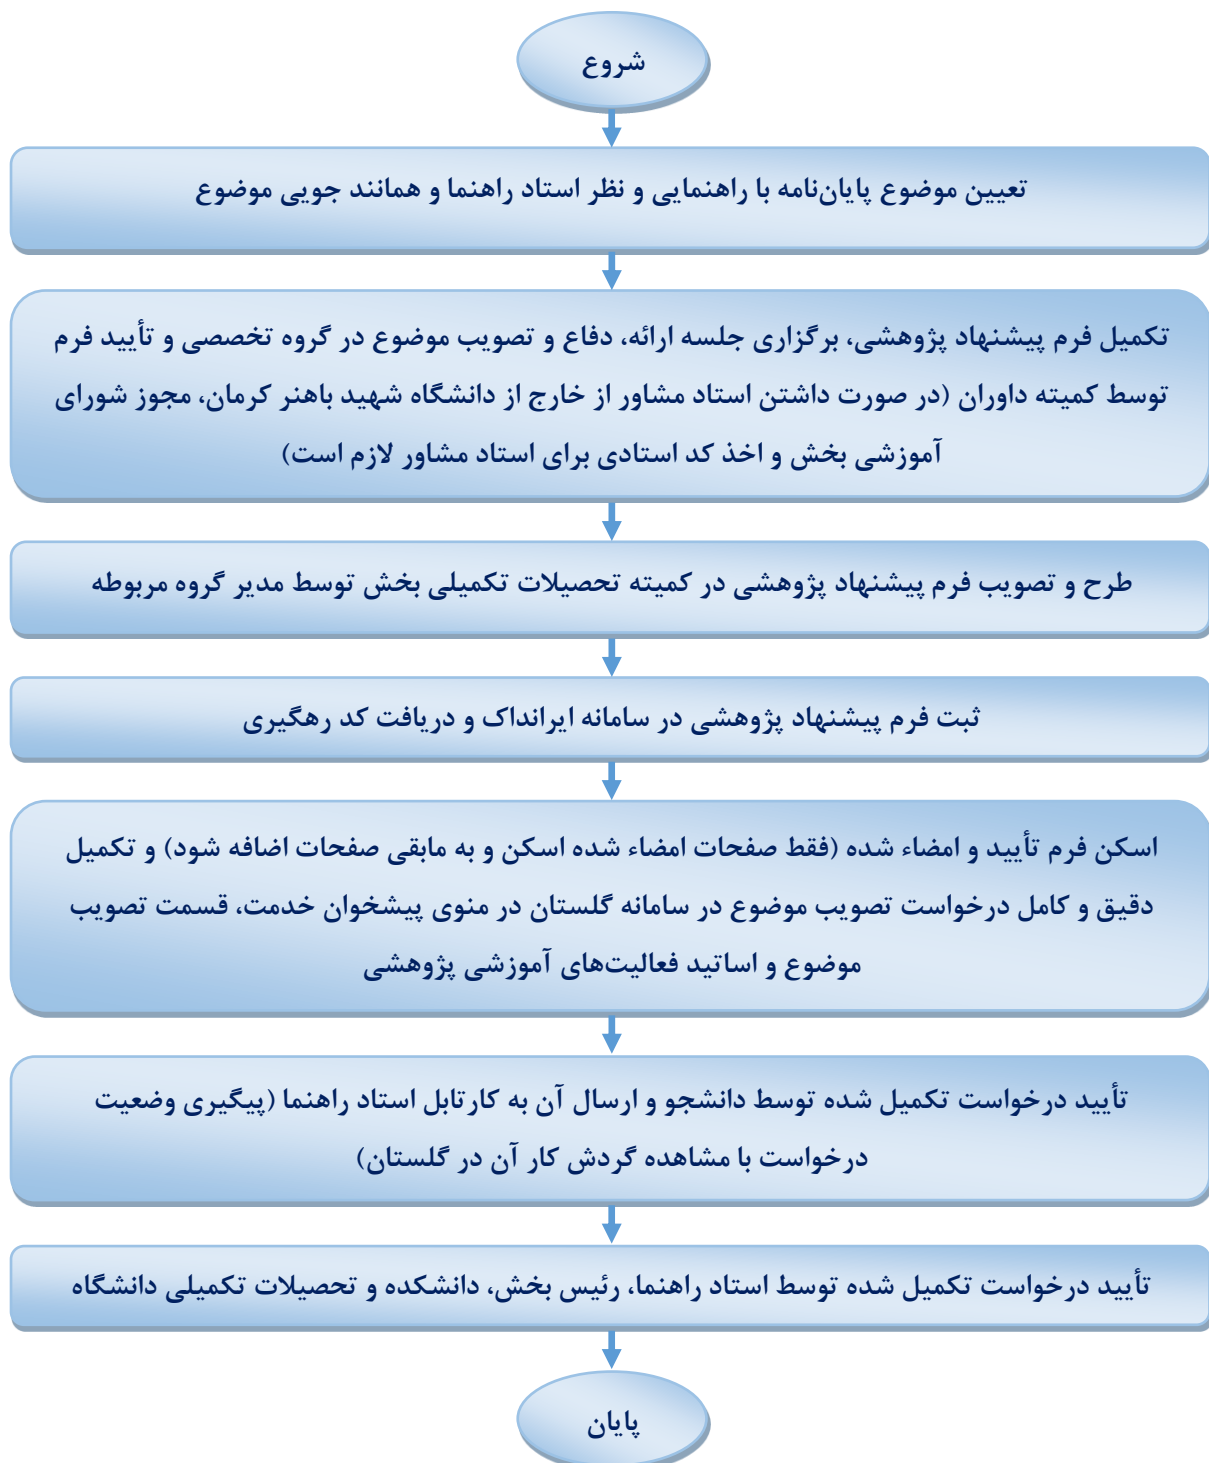 شروع
تعیین موضوع پایان‌نامه با راهنمایی و نظر استاد راهنما و همانند جویی موضوع
تکمیل فرم پیشنهاد پژوهشی، برگزاری جلسه ارائه، دفاع و تصویب موضوع در گروه تخصصی و تأیید فرم
توسط کمیته داوران (در صورت داشتن استاد مشاور از خارج از دانشگاه شهید باهنر کرمان، مجوز شورای
آموزشی بخش و اخذ کد استادی برای استاد مشاور لازم است)
طرح و تصویب فرم پیشنهاد پژوهشی در کمیته تحصیلات تکمیلی بخش توسط مدیر گروه مربوطه
ثبت فرم پیشنهاد پژوهشی در سامانه ایرانداک و دریافت کد رهگیری
اسکن فرم تأیید و امضاء شده (فقط صفحات امضاء شده اسکن و به مابقی صفحات اضافه شود) و تکمیل
دقیق و کامل درخواست تصویب موضوع در سامانه گلستان در منوی پیشخوان خدمت، قسمت تصویب
موضوع و اساتید فعالیت‌های آموزشی پژوهشی
تأیید درخواست تکمیل شده توسط دانشجو و ارسال آن به کارتابل استاد راهنما (پیگیری وضعیت
درخواست با مشاهده گردش کار آن در گلستان)
تأیید درخواست تکمیل شده توسط استاد راهنما، رئیس بخش، دانشکده و تحصیلات تکمیلی دانشگاه
پایان